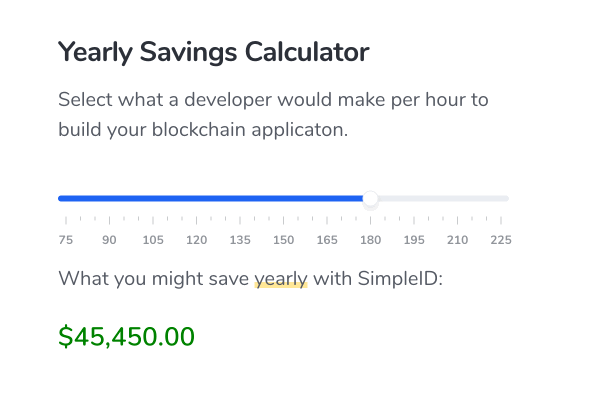 Yearly Savings Calculator
Select what a developer would make per hour to
build your blockchain applicaton.
75 90 105 120 135 150 165 180 195 210 225
What you might save yearly with SimpleID:
$45,450.00